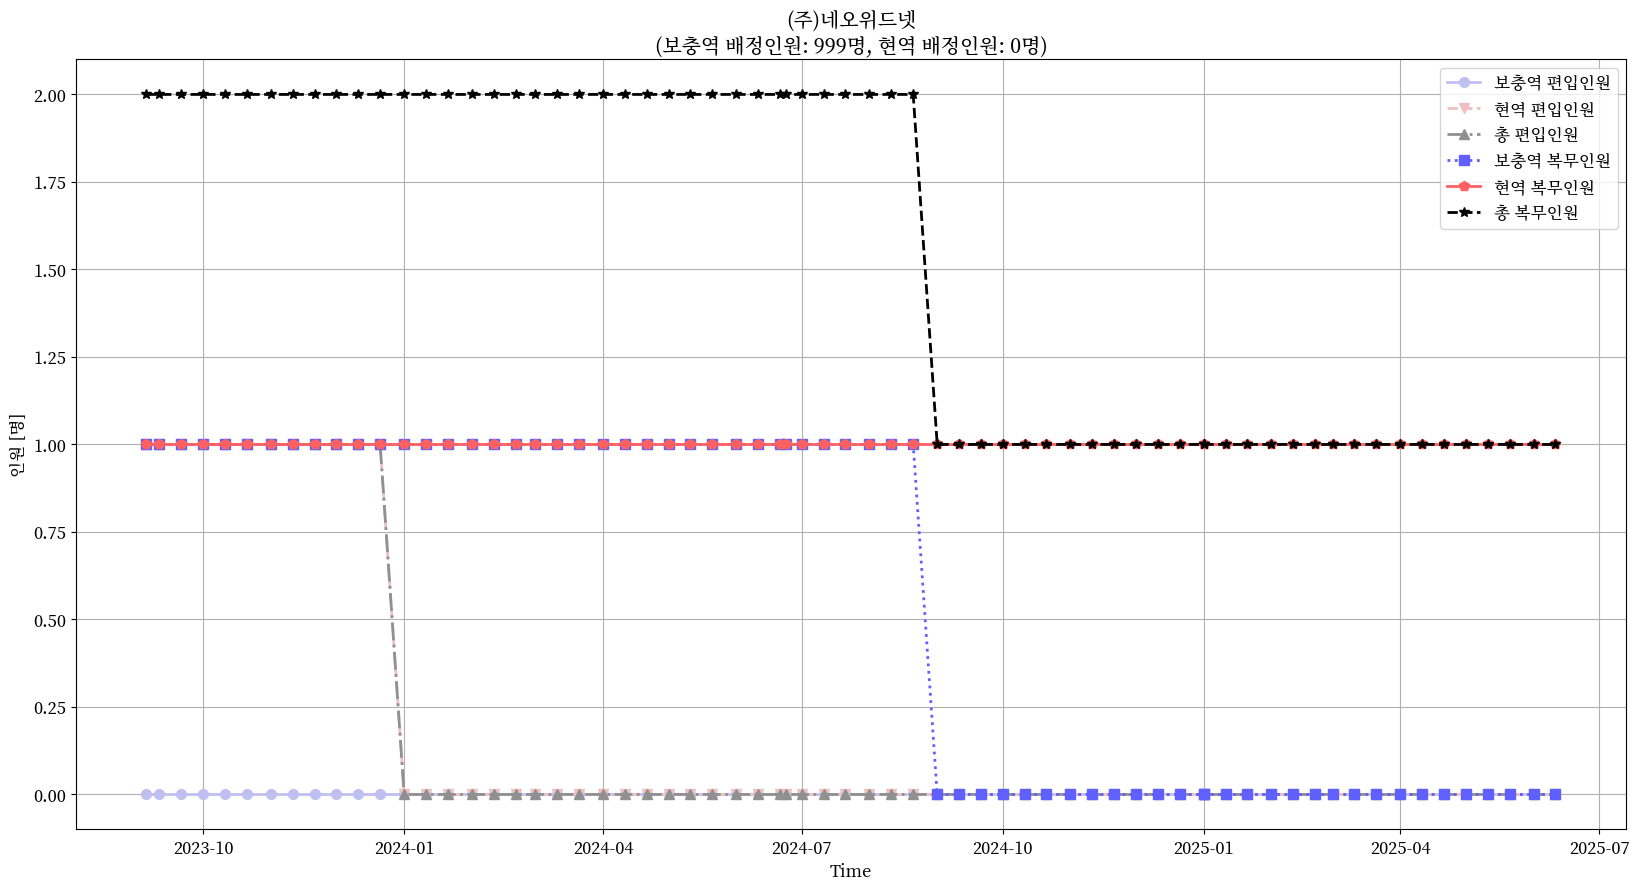 (주)네오위드넷
(보충역 배정인원: 999명, 현역 배정인원: 0명)
보충역 편입인원
현역 편입인원
총 편입인원
보충역 복무인원
현역 복무인원
총 복무인원
인원 [명]
2.00
1.75
1.50
1.25
1.00
0.75
0.50
0.25
0.00
2023-10
2024-01
2024-04
2024-07
2024-10
2025-01
2025-04
2025-07
Time